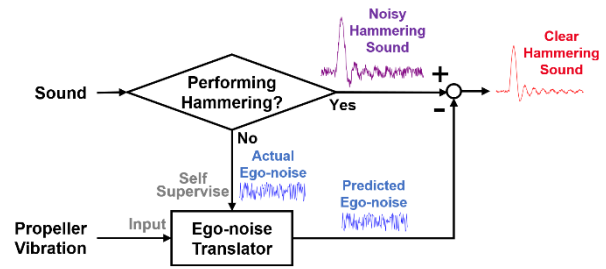 Noisy
Hammering
Sound
Clear
Hammering
Sound
Performing
Hammering?
Sound
+
Yes
-
No
Actual
Ego-noise
Self
Supervise
Predicted
Ego-noise
Propeller
Vibration
Input
Ego-noise
Translator